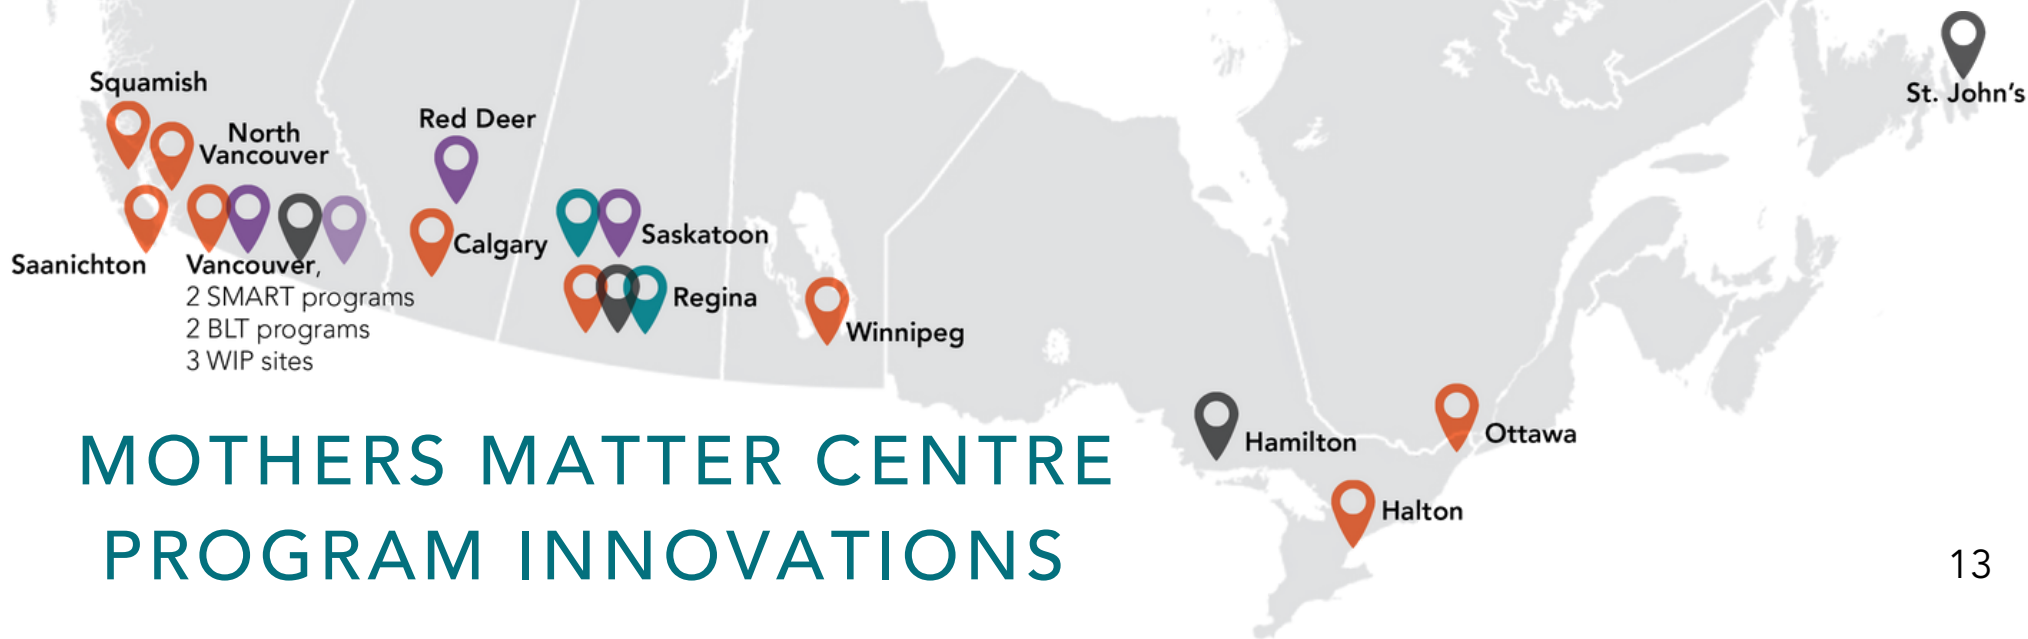 Squamish
North
Vancouver
Red Deer
St. John's
Saanichton
Vancouver,
2 SMART programs
2 BLT programs
3 WIP sites
Calgary
Saskatoon
Regina
Winnipeg
Hamilton
Ottawa
Halton
MOTHERS MATTER CENTRE
PROGRAM INNOVATIONS
13